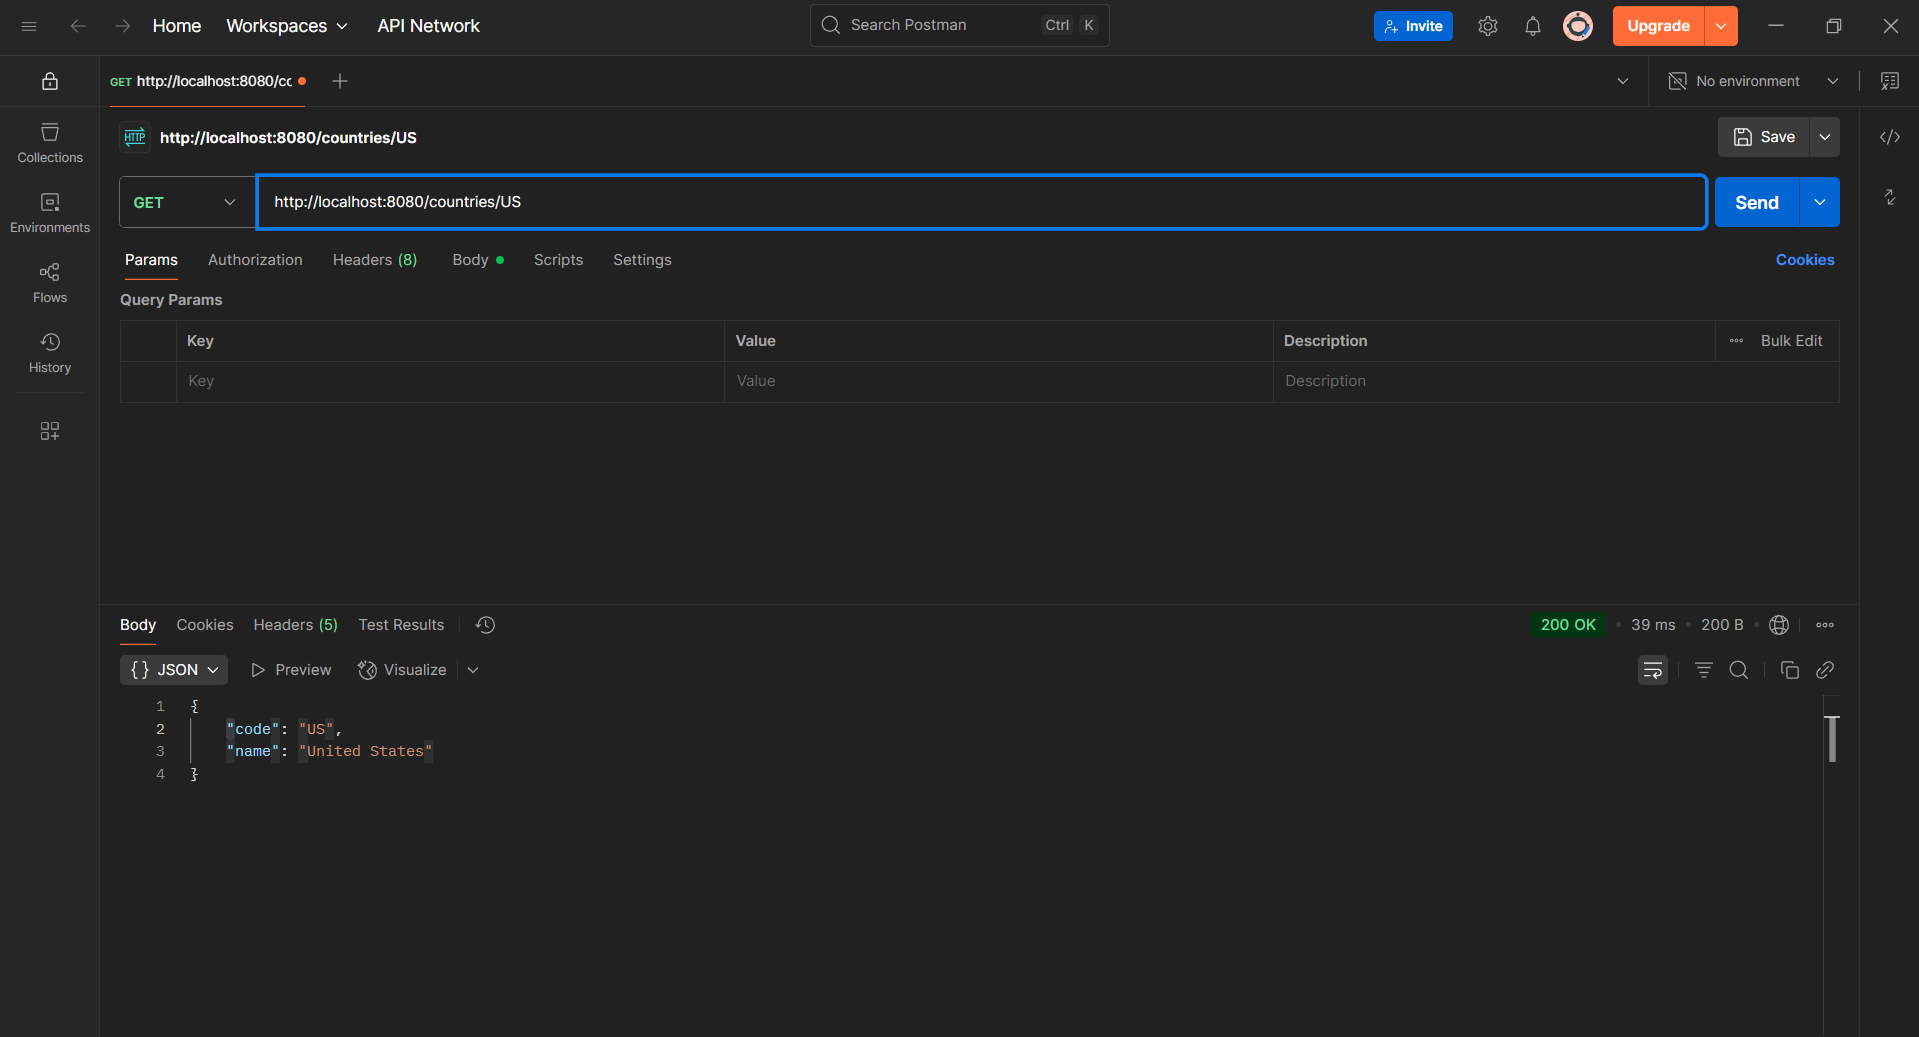 Home Workspaces API Network Search Postman Ctrl K Invite Upgrade
GET http://localhost:8080/cc No environment
HTTP http://localhost:8080/countries/US Save
Collections
GET http://localhost:8080/countries/US Send
Environments
Params Authorization Headers (8) Body Scripts Settings Cookies
Flows
Query Params
Key Value Description Bulk Edit
History
Key Value Description
Body Cookies Headers (5) Test Results 200 OK 39 ms 200 B
{} JSON Preview Visualize
1 {
2 "code": "US",
3 "name": "United States"
4 }